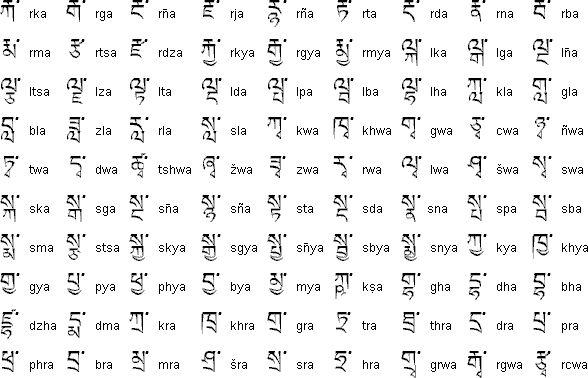 རྐ་ rka རྒ་ rga རྔ་ rña རྗ་ rja རྙ་ rña རྟ་ rta རྡ་ rda རྣ་ rna རྦ་ rba
རྨ་ rma རྩ་ rtsa རྫ་ rdza རྐྱ་ rkya རྒྱ་ rgya རྨྱ་ rmya ལྐ་ lka ལྒ་ lga ལྔ་ lña
ལྕ་ ltsa ལྗ་ lza ལྟ་ lta ལྡ་ lda ལྤ་ lpa ལྦ་ lba ལྷ་ lha ཀླ་ kla གླ་ gla
བླ་ bla ཟླ་ zla རླ་ rla སླ་ sla ཀྭ་ kwa ཁྭ་ khwa གྭ་ gwa ཅྭ་ cwa ཉྭ་ ñwa
ཏྭ་ twa དྭ་ dwa ཚྭ་ tshwa ཞྭ་ žwa ཟྭ་ zwa རྭ་ rwa ལྭ་ lwa ཤྭ་ šwa སྭ་ swa
སྐ་ ska སྒ་ sga སྔ་ sña སྙ་ sña སྟ་ sta སྡ་ sda སྣ་ sna སྤ་ spa སྦ་ sba
སྨ་ sma སྩ་ stsa སྐྱ་ skya སྒྱ་ sgya སྤྱ་ sñya སྦྱ་ sbya སྨྱ་ snya ཀྱ་ kya ཁྱ་ khya
གྱ་ gya པྱ་ pya ཕྱ་ phya བྱ་ bya མྱ་ mya ཀྵ་ kṣa གྷ་ gha དྷ་ dha བྷ་ bha
ཛྷ་ dzha དྨ་ dma ཀྲ་ kra ཁྲ་ khra གྲ་ gra ཏྲ་ tra ཐྲ་ thra དྲ་ dra པྲ་ pra
ཕྲ་ phra བྲ་ bra མྲ་ mra ཤྲ་ šra སྲ་ sra ཧྲ་ hra གྲྭ་ grwa རྒྭ་ rgwa རྩྭ་ rcwa